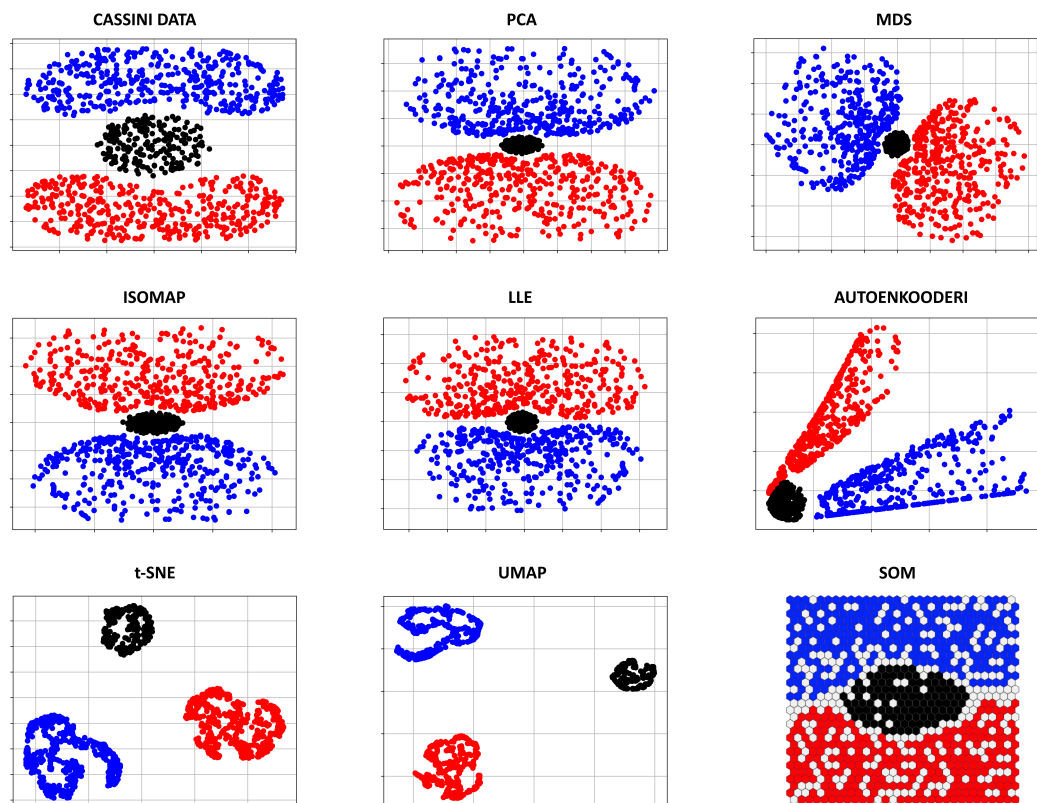 CASSINI DATA
PCA
MDS
ISOMAP
LLE
AUTOENKOODERI
t-SNE
UMAP
SOM